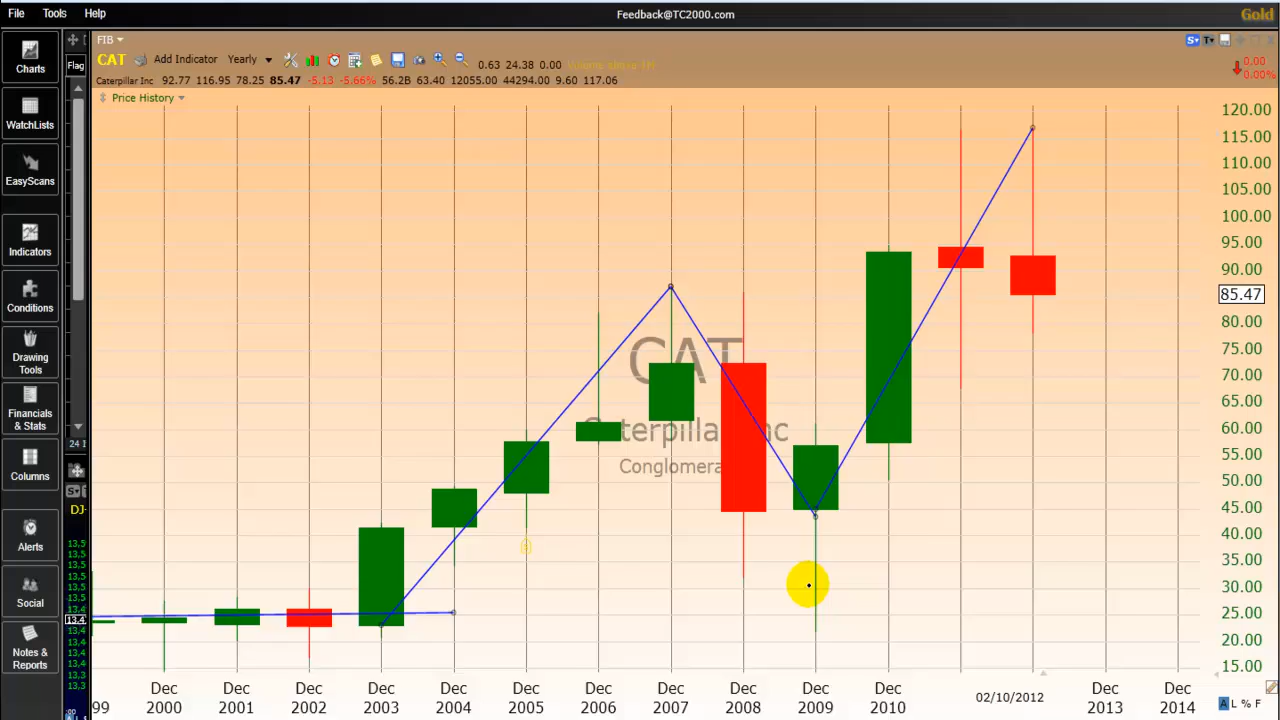 File Tools Help
Feedback@TC2000.com
Gold
Charts
WatchLists
EasyScans
Indicators
Conditions
Drawing
Tools
Financials
& Stats
Columns
Alerts
Social
Notes &
Reports
Flag
24 I
DJ-
FIB
CAT Add Indicator Yearly 0.63 24.38 0.00
Caterpillar Inc 92.77 116.95 78.25 85.47 -5.13 -5.66% 56.2B 63.40 12055.00 44294.00 9.60 117.06
0.00
0.00%
Price History
CAT
Caterpillar Inc
Conglomera
120.00
115.00
110.00
105.00
100.00
95.00
90.00
85.47
80.00
75.00
70.00
65.00
60.00
55.00
50.00
45.00
40.00
35.00
30.00
25.00
20.00
15.00
99
Dec 2000
Dec 2001
Dec 2002
Dec 2003
Dec 2004
Dec 2005
Dec 2006
Dec 2007
Dec 2008
Dec 2009
Dec 2010
02/10/2012
Dec 2013
Dec 2014
A L % F